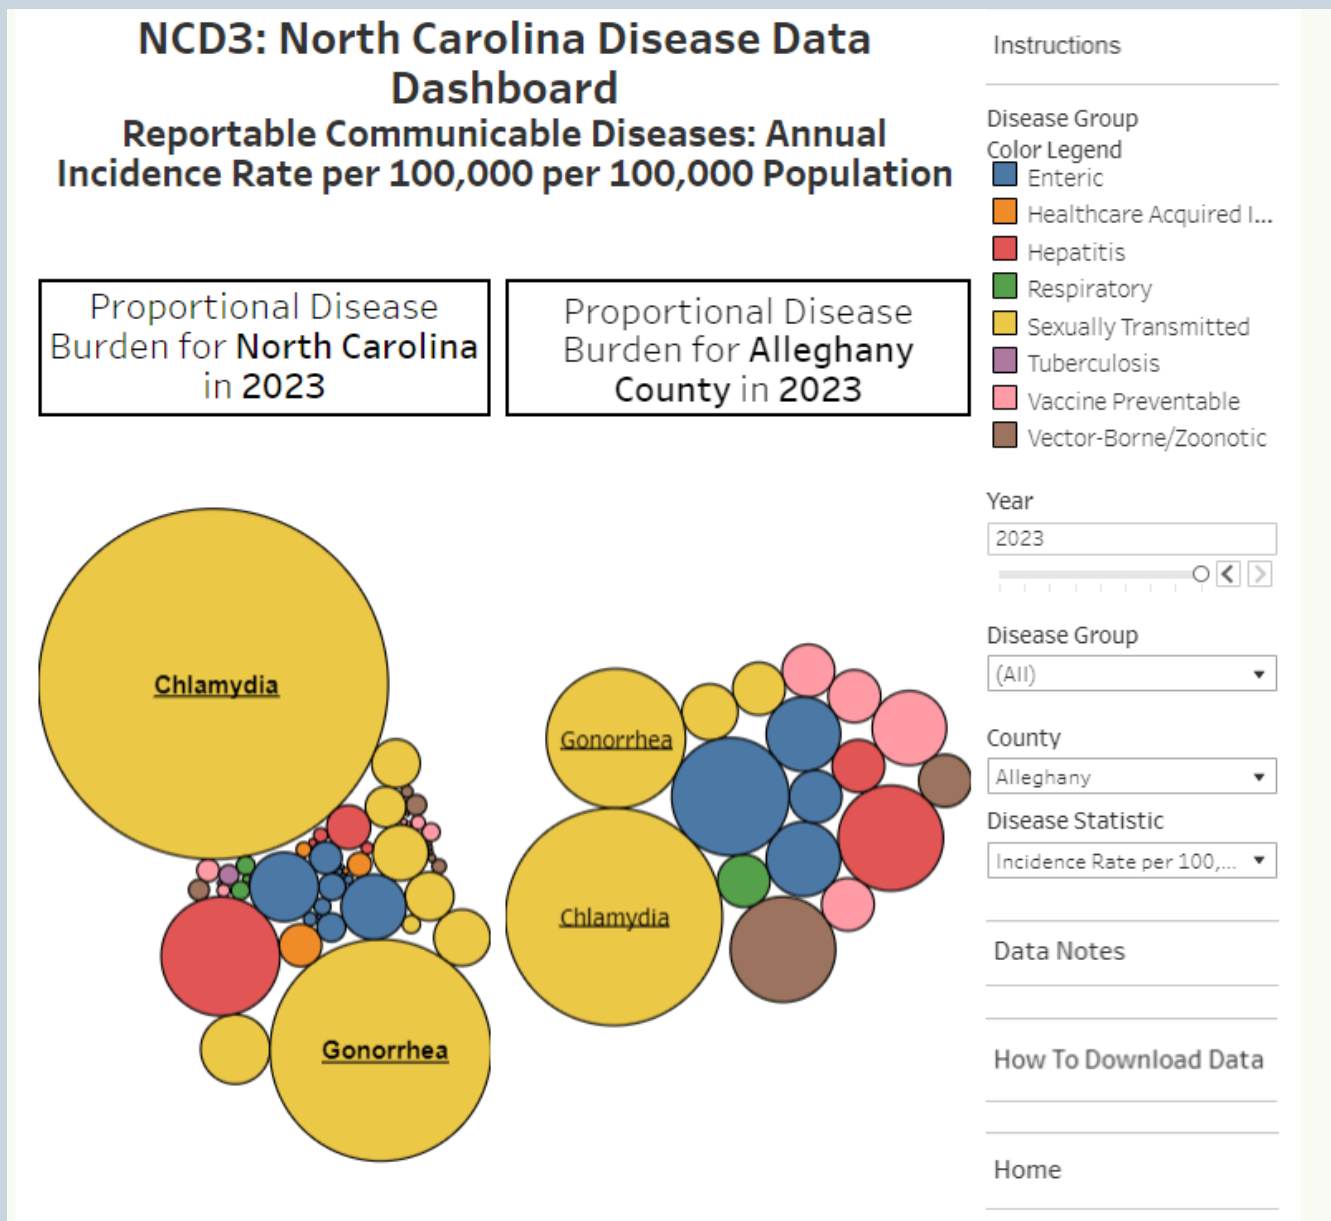 NCD3: North Carolina Disease Data
Dashboard
Reportable Communicable Diseases: Annual
Incidence Rate per 100,000 per 100,000 Population
Proportional Disease
Burden for North Carolina
in 2023
Proportional Disease
Burden for Alleghany
County in 2023
Chlamydia
Gonorrhea
Gonorrhea
Chlamydia
Instructions
Disease Group
Color Legend
Enteric
Healthcare Acquired I...
Hepatitis
Respiratory
Sexually Transmitted
Tuberculosis
Vaccine Preventable
Vector-Borne/Zoonotic
Year
2023
Disease Group
(All)
County
Alleghany
Disease Statistic
Incidence Rate per 100,...
Data Notes
How To Download Data
Home